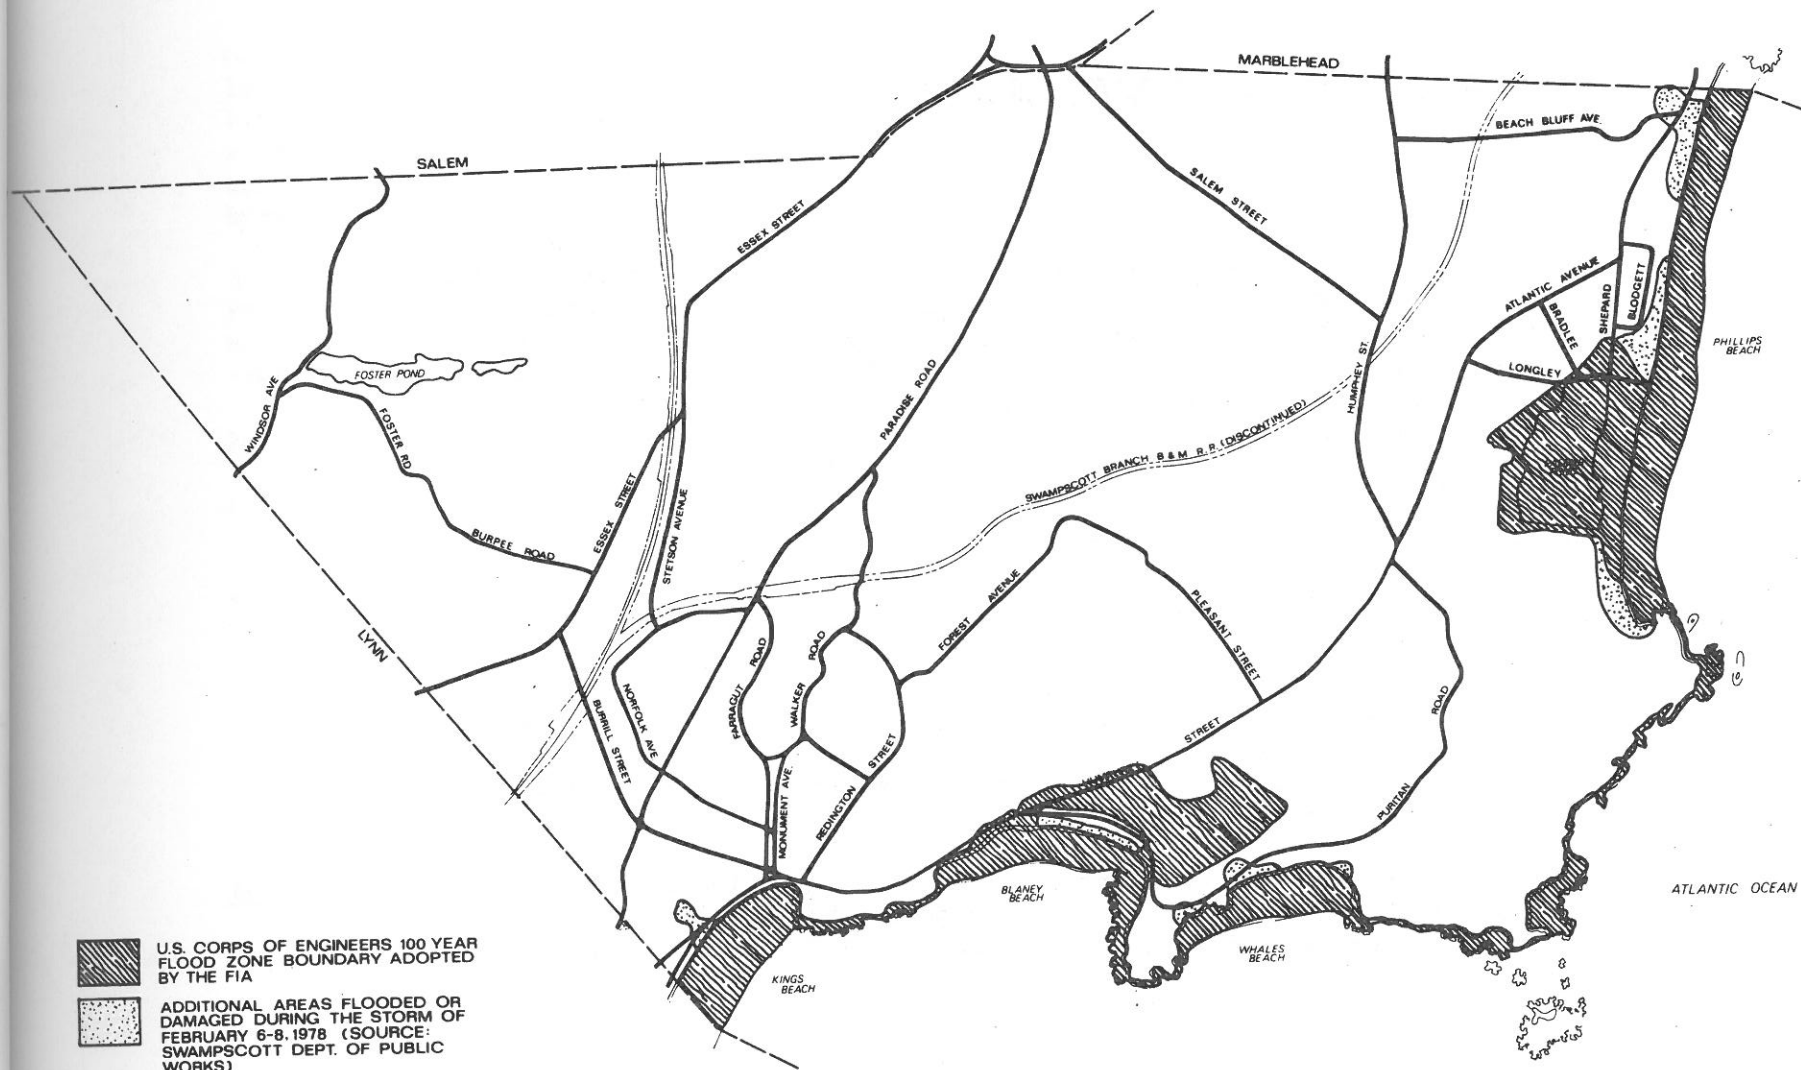 MARBLEHEAD
SALEM
BEACH BLUFF AVE.
ESSEX STREET
SALEM STREET
ATLANTIC AVENUE
BLODGETT
SHEPARD
BRADLEE
PHILLIPS
BEACH
LONGLEY
FOSTER POND
WINDSOR AVE
PARADISE ROAD
HUMPHEY ST.
FOSTER RD
SWAMPSCOTT BRANCH B & M R.R. (DISCONTINUED)
ESSEX STREET
STETSON AVENUE
BURPEE ROAD
LYNN
FOREST AVENUE
PLEASANT STREET
FARRAGUT ROAD
WALKER ROAD
NORFOLK AVE
BURRILL STREET
STREET
PURITAN ROAD
MONUMENT AVE.
REDINGTON STREET
BLANEY
BEACH
ATLANTIC OCEAN
WHALES
BEACH
KINGS
BEACH
U.S. CORPS OF ENGINEERS 100 YEAR
FLOOD ZONE BOUNDARY ADOPTED
BY THE FIA
ADDITIONAL AREAS FLOODED OR
DAMAGED DURING THE STORM OF
FEBRUARY 6-8, 1978 (SOURCE:
SWAMPSCOTT DEPT. OF PUBLIC
WORKS)